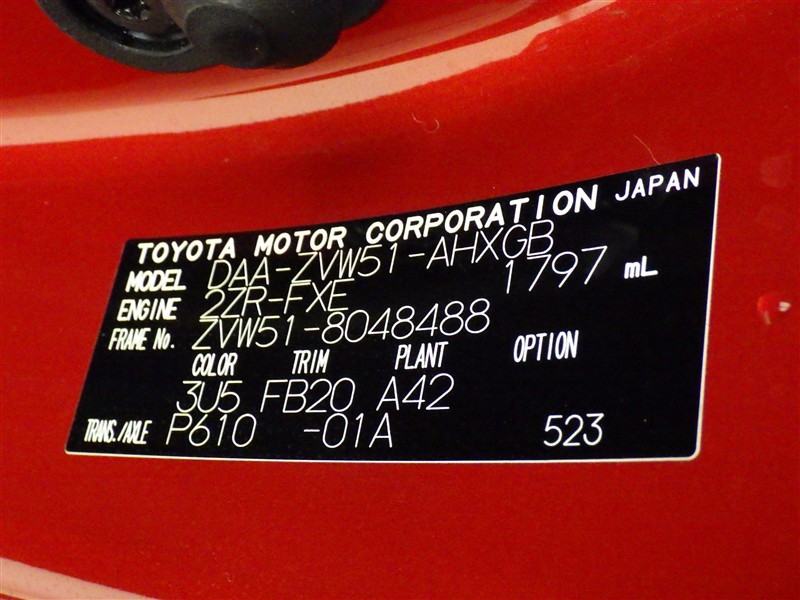 TOYOTA MOTOR CORPORATION JAPAN
MODEL DAA-ZVW51-AHXGB
ENGINE 2ZR-FXE 1797 mL
FRAME No. ZVW51-8048488
COLOR TRIM PLANT OPTION
3U5 FB20 A42
TRANS./AXLE P610 -01A 523